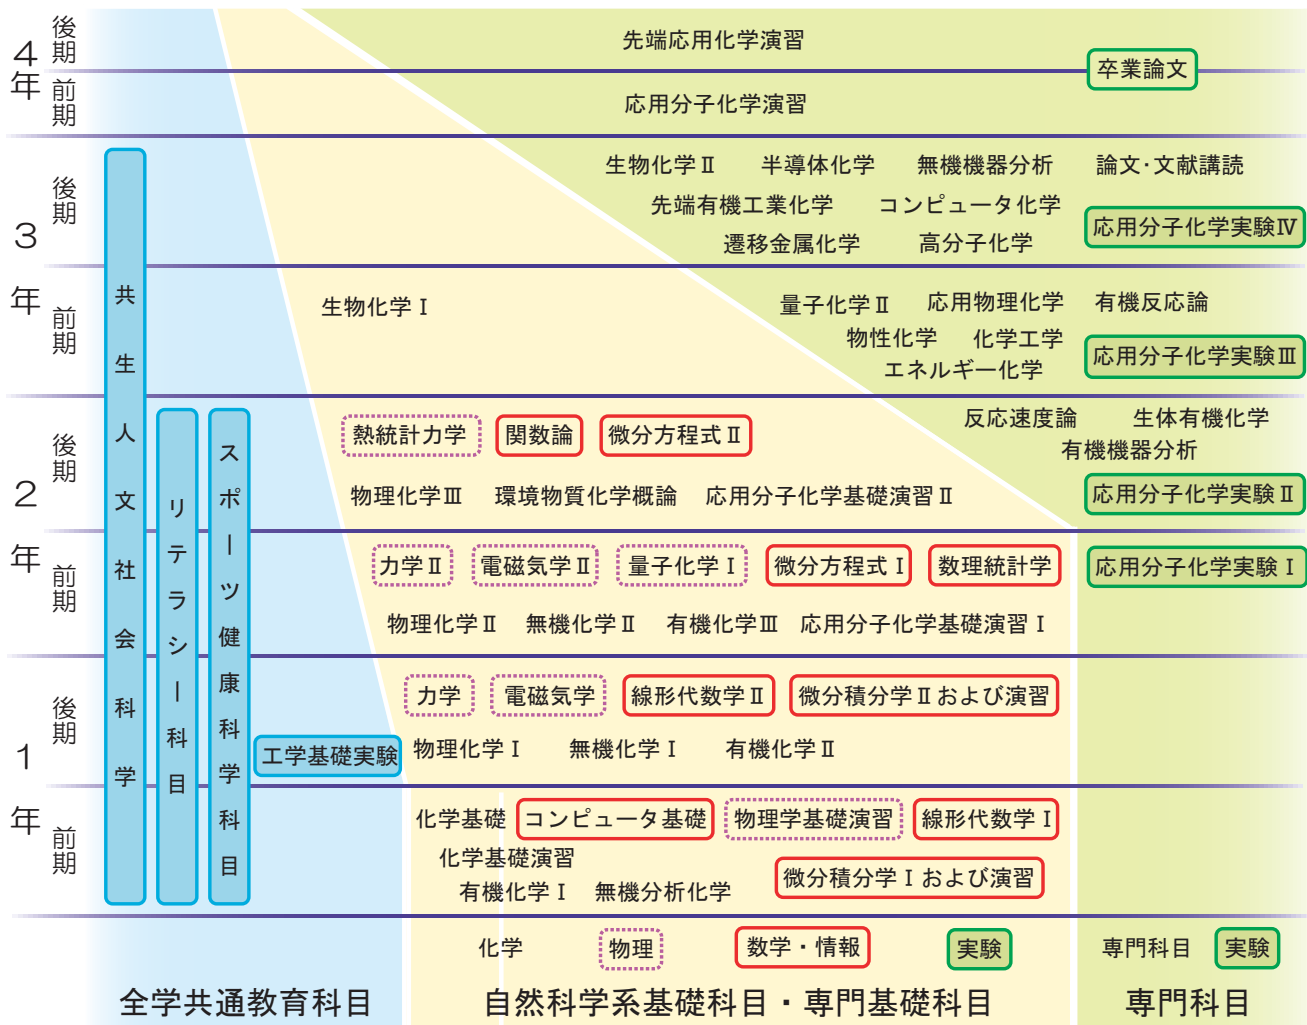 4年
後期
先端応用化学演習
卒業論文
前期
応用分子化学演習
3年
後期
生物化学Ⅱ 半導体化学 無機機器分析 論文・文献講読
先端有機工業化学 コンピュータ化学
応用分子化学実験Ⅳ
遷移金属化学 高分子化学
前期
生物化学Ⅰ
量子化学Ⅱ 応用物理化学 有機反応論
物性化学 化学工学
応用分子化学実験Ⅲ
エネルギー化学
2年
後期
熱統計力学 関数論 微分方程式Ⅱ
反応速度論 生体有機化学
有機機器分析
物理化学Ⅲ 環境物質化学概論 応用分子化学基礎演習Ⅱ
応用分子化学実験Ⅱ
前期
力学Ⅱ 電磁気学Ⅱ 量子化学Ⅰ 微分方程式Ⅰ 数理統計学 応用分子化学実験Ⅰ
物理化学Ⅱ 無機化学Ⅱ 有機化学Ⅲ 応用分子化学基礎演習Ⅰ
1年
後期
力学 電磁気学 線形代数学Ⅱ 微分積分学Ⅱおよび演習
工学基礎実験
物理化学Ⅰ 無機化学Ⅰ 有機化学Ⅱ
前期
化学基礎 コンピュータ基礎 物理学基礎演習 線形代数学Ⅰ
化学基礎演習
微分積分学Ⅰおよび演習
有機化学Ⅰ 無機分析化学
共生人文社会科学
リテラシー科目
スポーツ健康科学科目
化学 物理 数学・情報 実験 専門科目 実験
全学共通教育科目 自然科学系基礎科目・専門基礎科目 専門科目